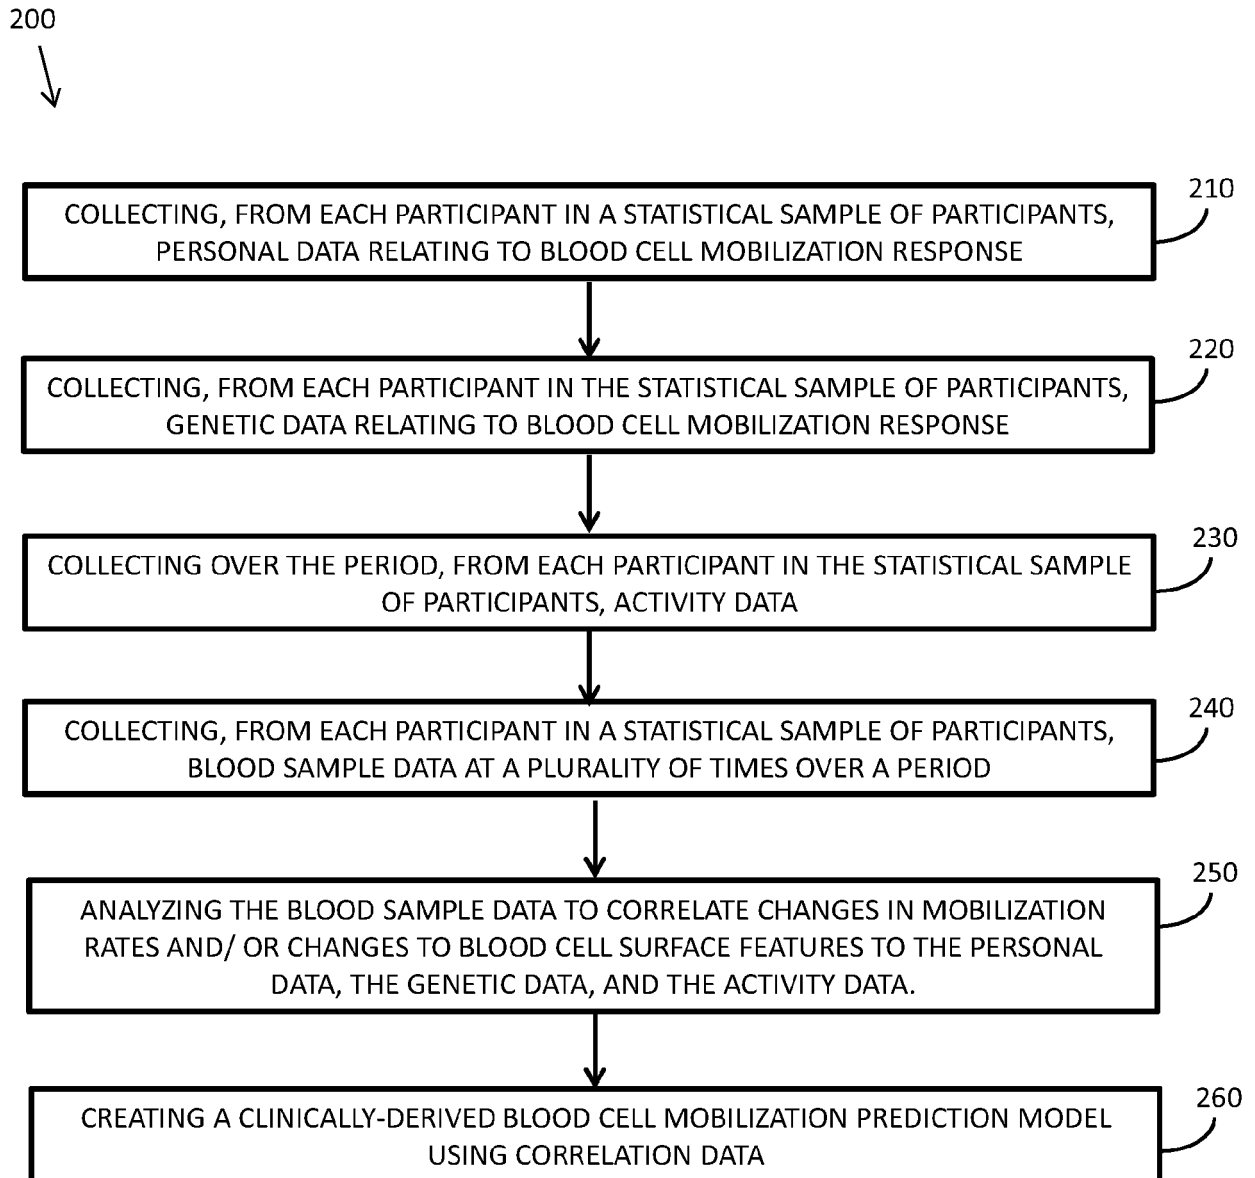 200
210
COLLECTING, FROM EACH PARTICIPANT IN A STATISTICAL SAMPLE OF PARTICIPANTS,
PERSONAL DATA RELATING TO BLOOD CELL MOBILIZATION RESPONSE
220
COLLECTING, FROM EACH PARTICIPANT IN THE STATISTICAL SAMPLE OF PARTICIPANTS,
GENETIC DATA RELATING TO BLOOD CELL MOBILIZATION RESPONSE
230
COLLECTING OVER THE PERIOD, FROM EACH PARTICIPANT IN THE STATISTICAL SAMPLE
OF PARTICIPANTS, ACTIVITY DATA
240
COLLECTING, FROM EACH PARTICIPANT IN A STATISTICAL SAMPLE OF PARTICIPANTS,
BLOOD SAMPLE DATA AT A PLURALITY OF TIMES OVER A PERIOD
250
ANALYZING THE BLOOD SAMPLE DATA TO CORRELATE CHANGES IN MOBILIZATION
RATES AND/ OR CHANGES TO BLOOD CELL SURFACE FEATURES TO THE PERSONAL
DATA, THE GENETIC DATA, AND THE ACTIVITY DATA.
260
CREATING A CLINICALLY-DERIVED BLOOD CELL MOBILIZATION PREDICTION MODEL
USING CORRELATION DATA